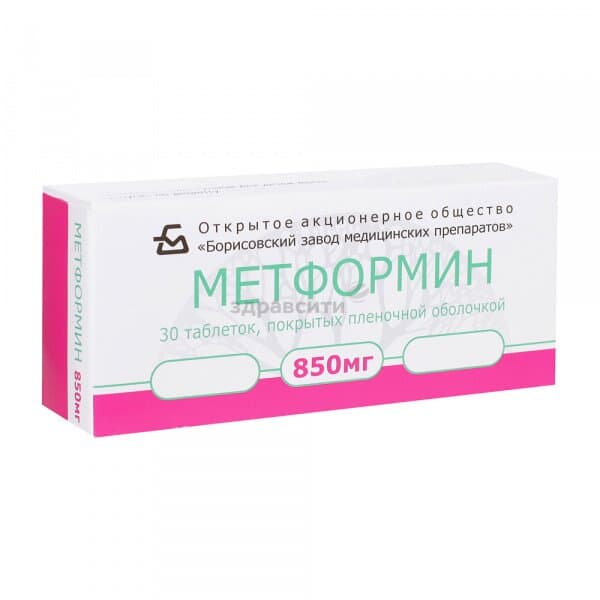 Открытое акционерное общество
«Борисовский завод медицинских препаратов»
МЕТФОРМИН
здравсити
30 таблеток, покрытых пленочной оболочкой
850мг
МЕТФОРМИН 850мг